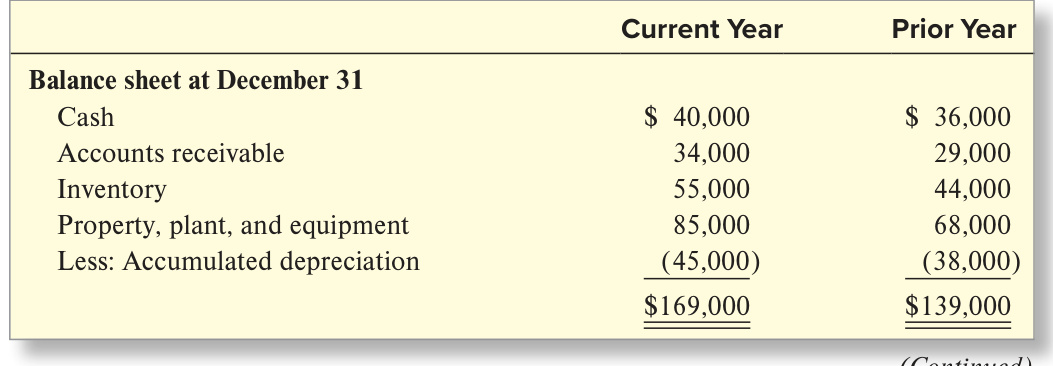 Current Year Prior Year
Balance sheet at December 31
Cash $ 40,000 $ 36,000
Accounts receivable 34,000 29,000
Inventory 55,000 44,000
Property, plant, and equipment 85,000 68,000
Less: Accumulated depreciation (45,000) (38,000)
$169,000 $139,000
(Continued)